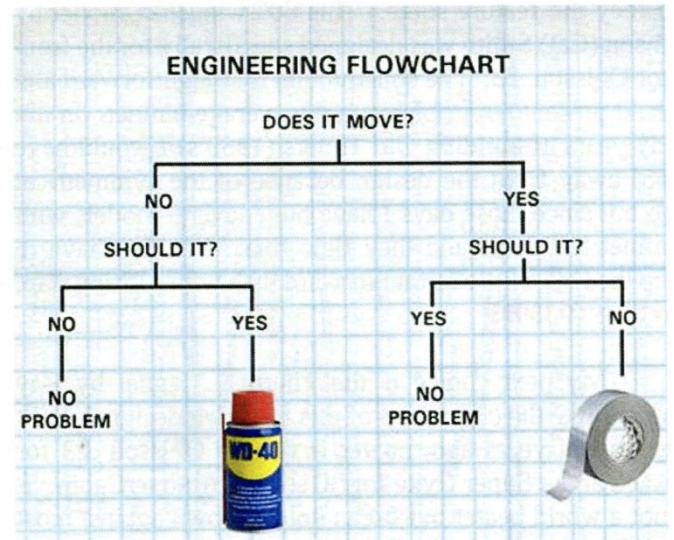 ENGINEERING FLOWCHART
DOES IT MOVE?
NO
YES
SHOULD IT?
SHOULD IT?
NO
YES
YES
NO
NO
PROBLEM
NO
PROBLEM
WD-40